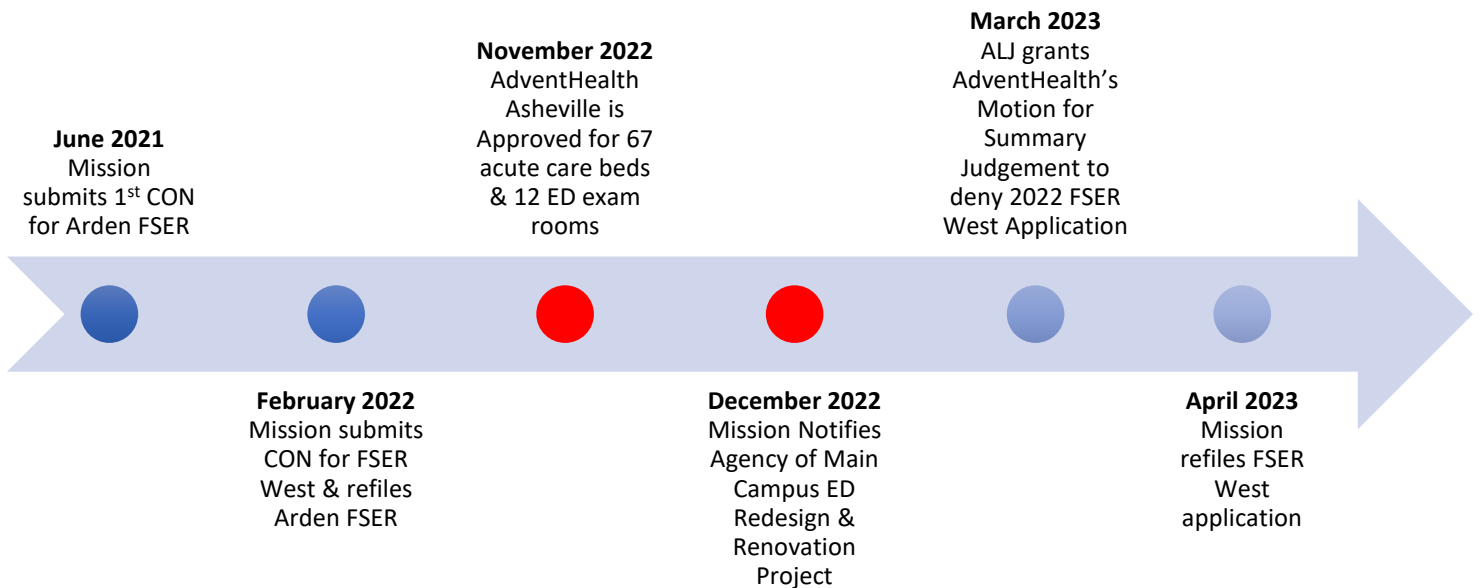 June 2021
Mission
submits 1st CON
for Arden FSER
February 2022
Mission submits
CON for FSER
West & refiles
Arden FSER
November 2022
AdventHealth
Asheville is
Approved for 67
acute care beds
& 12 ED exam
rooms
December 2022
Mission Notifies
Agency of Main
Campus ED
Redesign &
Renovation
Project
March 2023
ALJ grants
AdventHealth’s
Motion for
Summary
Judgement to
deny 2022 FSER
West Application
April 2023
Mission
refiles FSER
West
application